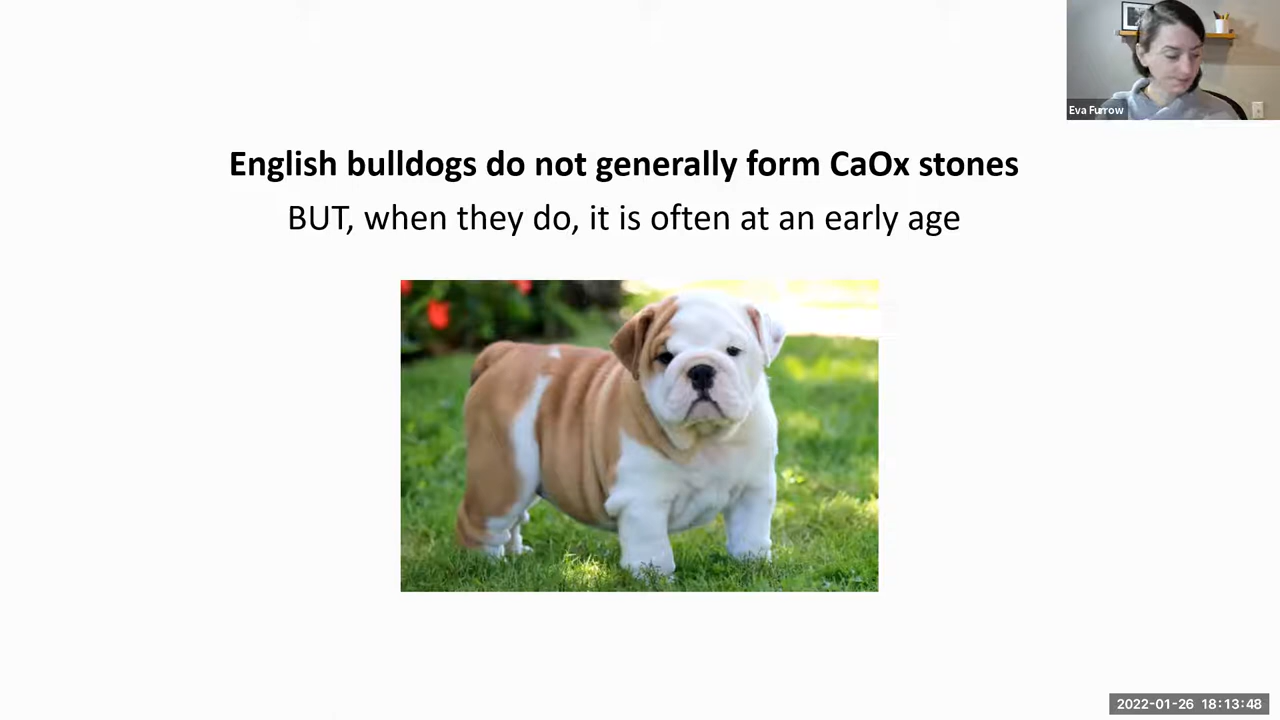 Eva Furrow
English bulldogs do not generally form CaOx stones
BUT, when they do, it is often at an early age
2022-01-26 18:13:48